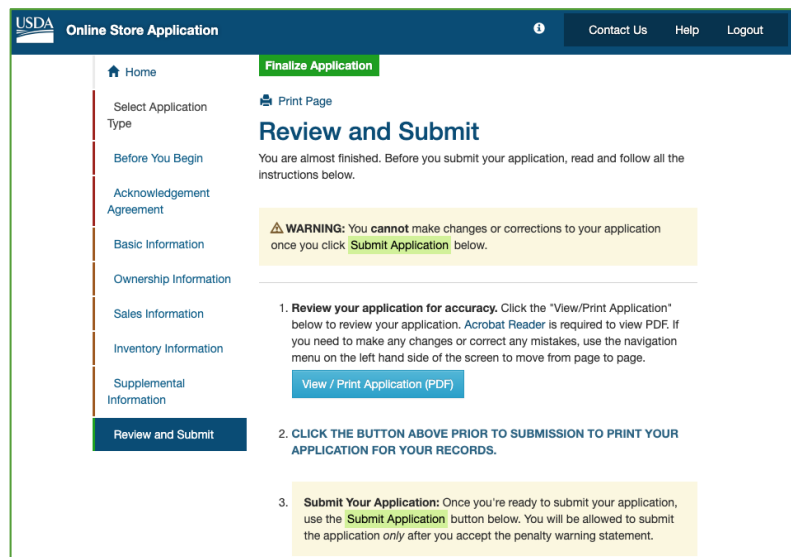 USDA
Online Store Application
Contact Us
Help
Logout
Home
Select Application
Type
Before You Begin
Acknowledgement
Agreement
Basic Information
Ownership Information
Sales Information
Inventory Information
Supplemental
Information
Review and Submit
Finalize Application
Print Page
Review and Submit
You are almost finished. Before you submit your application, read and follow all the
instructions below.
WARNING: You cannot make changes or corrections to your application
once you click Submit Application below.
1. Review your application for accuracy. Click the "View/Print Application"
below to review your application. Acrobat Reader is required to view PDF. If
you need to make any changes or correct any mistakes, use the navigation
menu on the left hand side of the screen to move from page to page.
View / Print Application (PDF)
2. CLICK THE BUTTON ABOVE PRIOR TO SUBMISSION TO PRINT YOUR
APPLICATION FOR YOUR RECORDS.
3. Submit Your Application: Once you're ready to submit your application,
use the Submit Application button below. You will be allowed to submit
the application only after you accept the penalty warning statement.